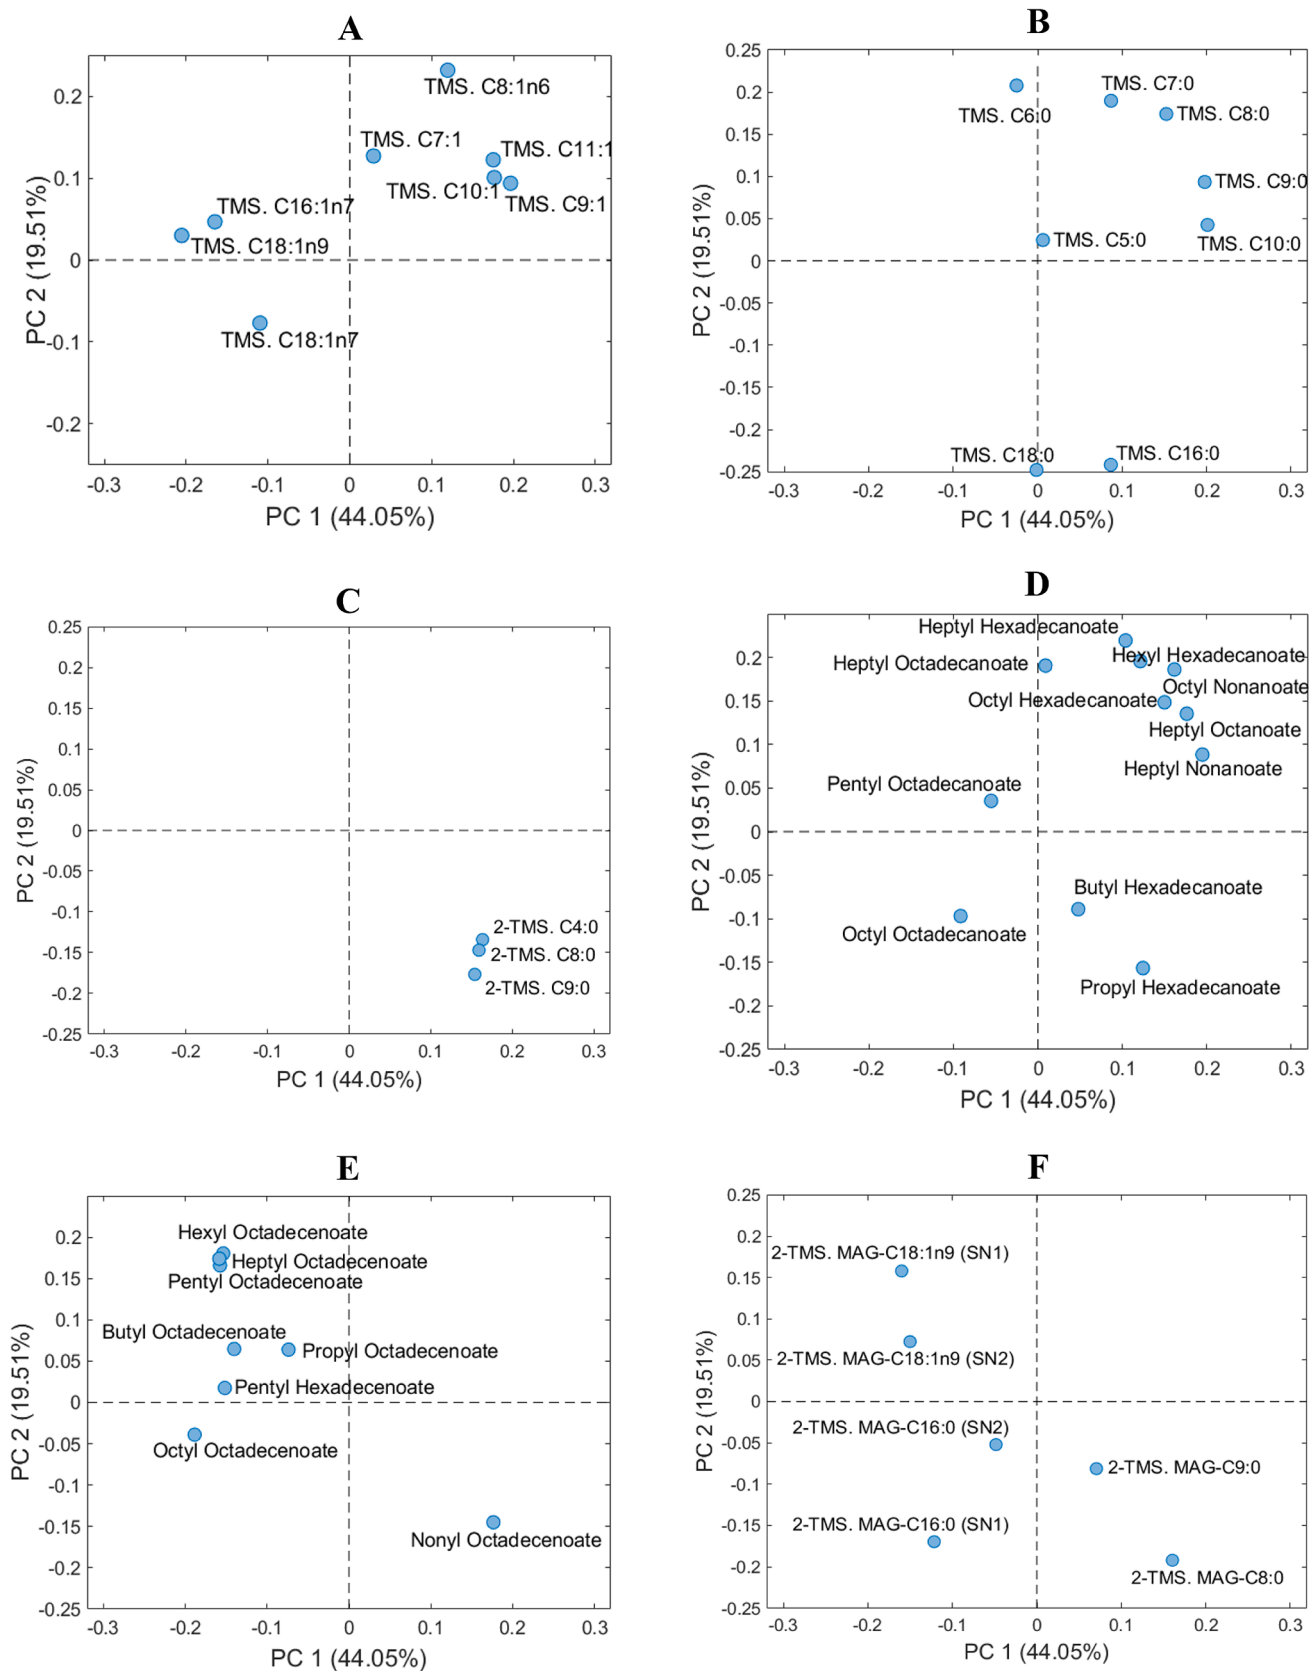 A
0.2
0.1
0
-0.1
-0.2
-0.3
-0.2
-0.1
0
0.1
0.2
0.3
PC 1 (44.05%)
PC 2 (19.51%)
TMS. C8:1n6
TMS. C7:1
TMS. C11:1
TMS. C10:1
TMS. C9:1
TMS. C16:1n7
TMS. C18:1n9
TMS. C18:1n7
B
0.25
0.2
0.15
0.1
0.05
0
-0.05
-0.1
-0.15
-0.2
-0.25
-0.3
-0.2
-0.1
0
0.1
0.2
0.3
PC 1 (44.05%)
PC 2 (19.51%)
TMS. C7:0
TMS. C6:0
TMS. C8:0
TMS. C9:0
TMS. C5:0
TMS. C10:0
TMS. C18:0
TMS. C16:0
C
0.25
0.2
0.15
0.1
0.05
0
-0.05
-0.1
-0.15
-0.2
-0.25
-0.3
-0.2
-0.1
0
0.1
0.2
0.3
PC 1 (44.05%)
PC 2 (19.51%)
2-TMS. C4:0
2-TMS. C8:0
2-TMS. C9:0
D
0.2
0.15
0.1
0.05
0
-0.05
-0.1
-0.15
-0.2
-0.25
-0.3
-0.2
-0.1
0
0.1
0.2
0.3
PC 1 (44.05%)
PC 2 (19.51%)
Heptyl Hexadecanoate
Hexyl Hexadecanoate
Heptyl Octadecanoate
Octyl Nonanoate
Octyl Hexadecanoate
Heptyl Octanoate
Heptyl Nonanoate
Pentyl Octadecanoate
Butyl Hexadecanoate
Octyl Octadecanoate
Propyl Hexadecanoate
E
0.2
0.15
0.1
0.05
0
-0.05
-0.1
-0.15
-0.2
-0.25
-0.3
-0.2
-0.1
0
0.1
0.2
0.3
PC 1 (44.05%)
PC 2 (19.51%)
Hexyl Octadecenoate
Heptyl Octadecenoate
Pentyl Octadecenoate
Butyl Octadecenoate
Propyl Octadecenoate
Pentyl Hexadecenoate
Octyl Octadecenoate
Nonyl Octadecenoate
F
0.25
0.2
0.15
0.1
0.05
0
-0.05
-0.1
-0.15
-0.2
-0.25
-0.3
-0.2
-0.1
0
0.1
0.2
0.3
PC 1 (44.05%)
PC 2 (19.51%)
2-TMS. MAG-C18:1n9 (SN1)
2-TMS. MAG-C18:1n9 (SN2)
2-TMS. MAG-C16:0 (SN2)
2-TMS. MAG-C9:0
2-TMS. MAG-C16:0 (SN1)
2-TMS. MAG-C8:0